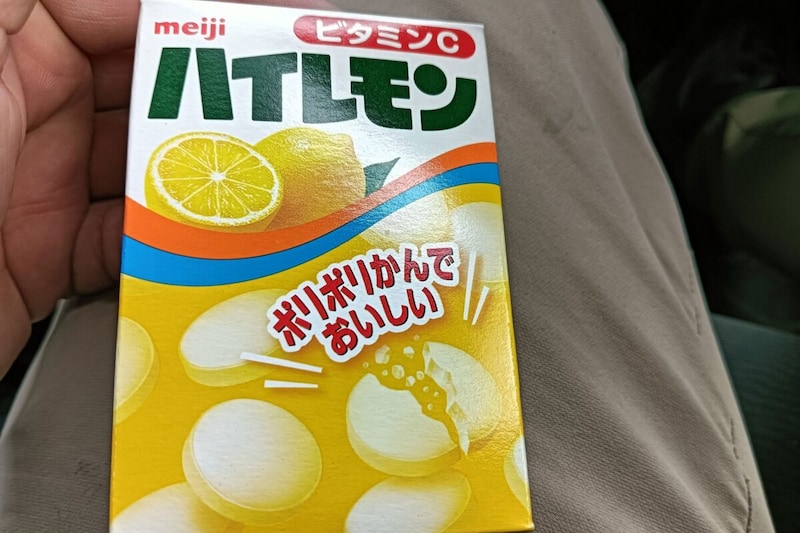 meiji
ビタミンC
ハイレモン
ポリポリかんで
おいしい